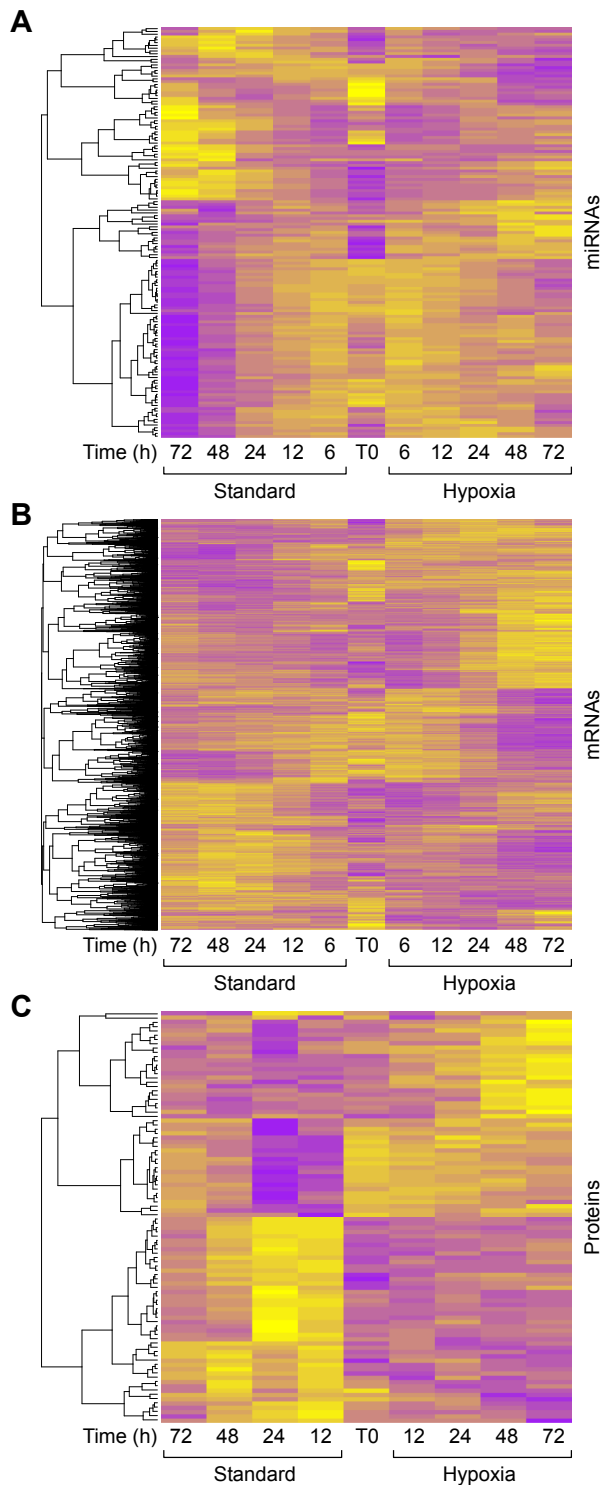 A
miRNAs
Time (h) 72 48 24 12 6 T0 6 12 24 48 72
Standard Hypoxia
B
mRNAs
Time (h) 72 48 24 12 6 T0 6 12 24 48 72
Standard Hypoxia
C
Proteins
Time (h) 72 48 24 12 T0 12 24 48 72
Standard Hypoxia